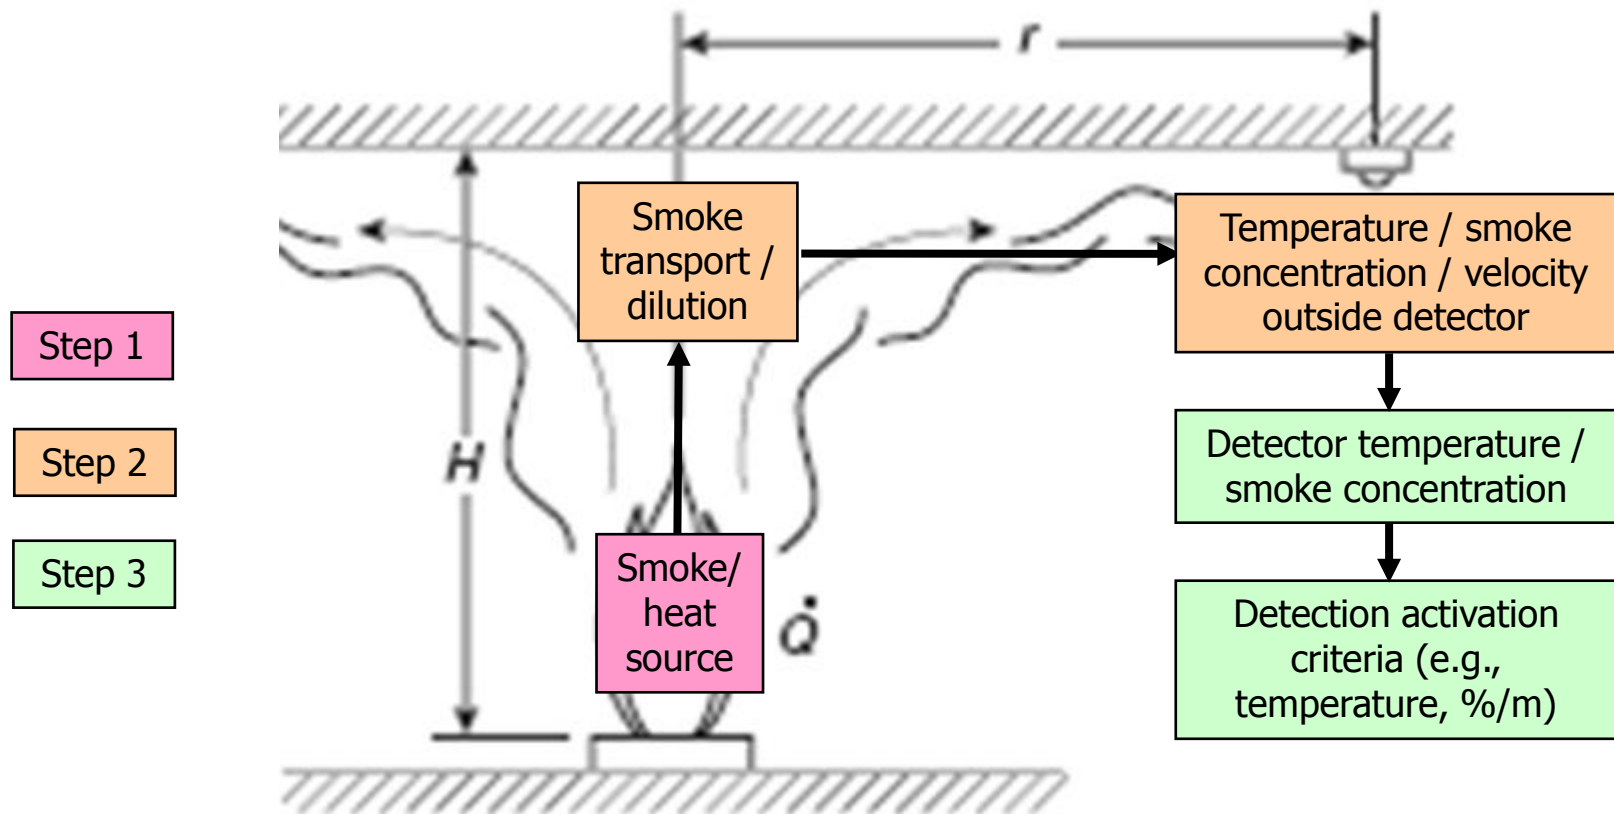 r
Smoke
transport /
dilution
Temperature / smoke
concentration / velocity
outside detector
Step 1
Step 2
Step 3
H
Detector temperature /
smoke concentration
Smoke/
heat
source
Q̇
Detection activation
criteria (e.g.,
temperature, %/m)